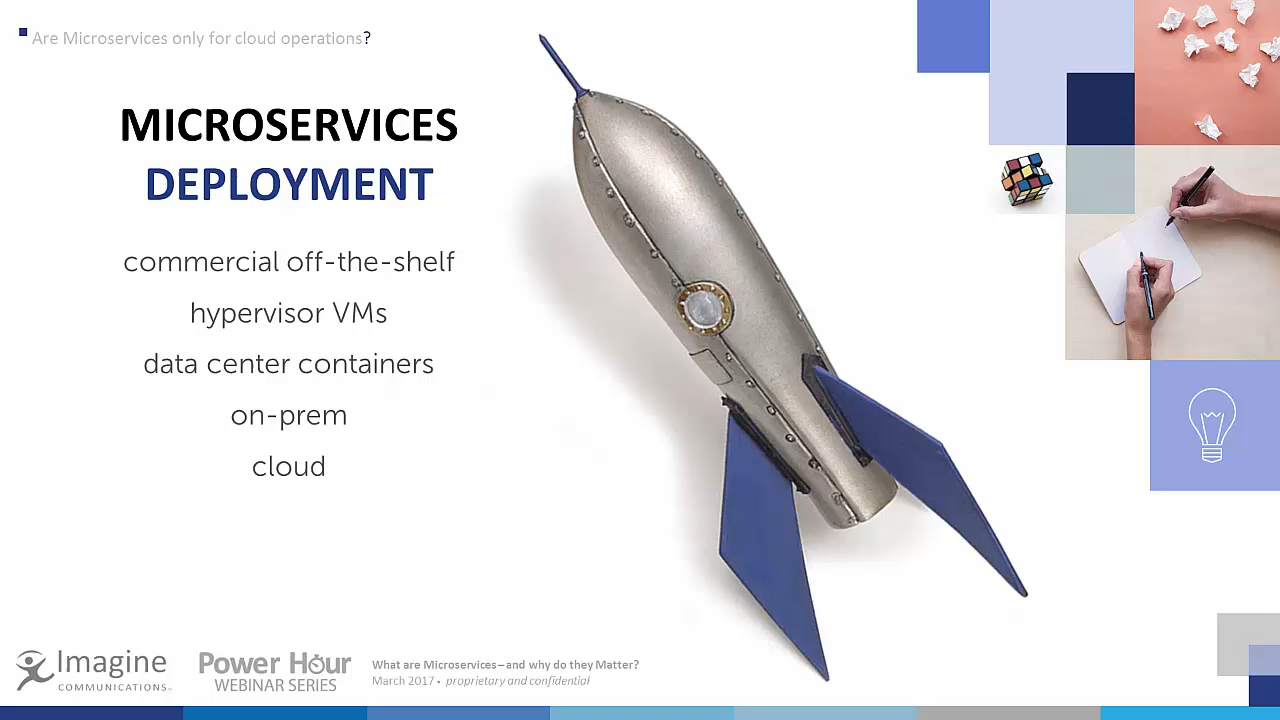 Are Microservices only for cloud operations?
MICROSERVICES
DEPLOYMENT
commercial off-the-shelf
hypervisor VMs
data center containers
on-prem
cloud
Imagine
COMMUNICATIONS
Power Hour
WEBINAR SERIES
What are Microservices—and why do they Matter?
March 2017 • proprietary and confidential